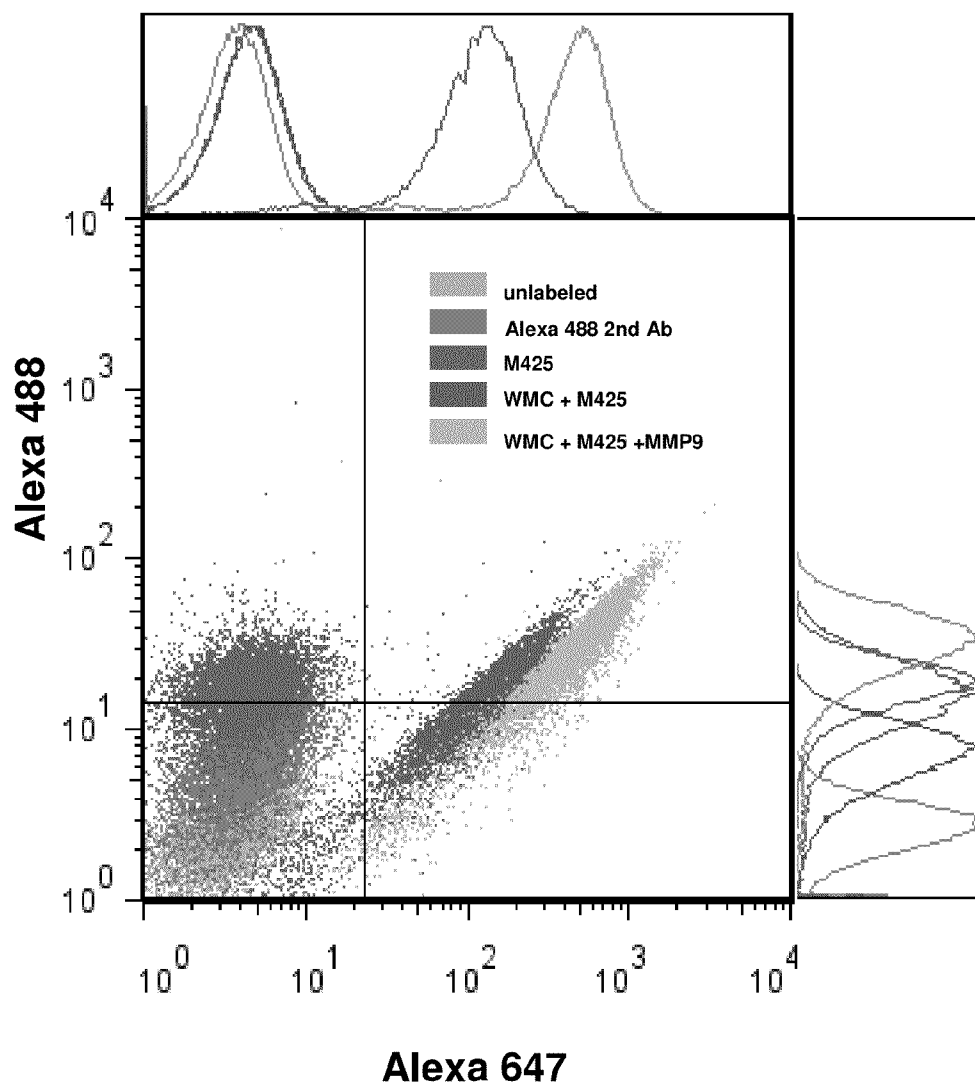 10^4
10^3
10^2
10^1
10^0
Alexa 488
unlabeled
Alexa 488 2nd Ab
M425
WMC + M425
WMC + M425 +MMP9
10^0 10^1 10^2 10^3 10^4
Alexa 647